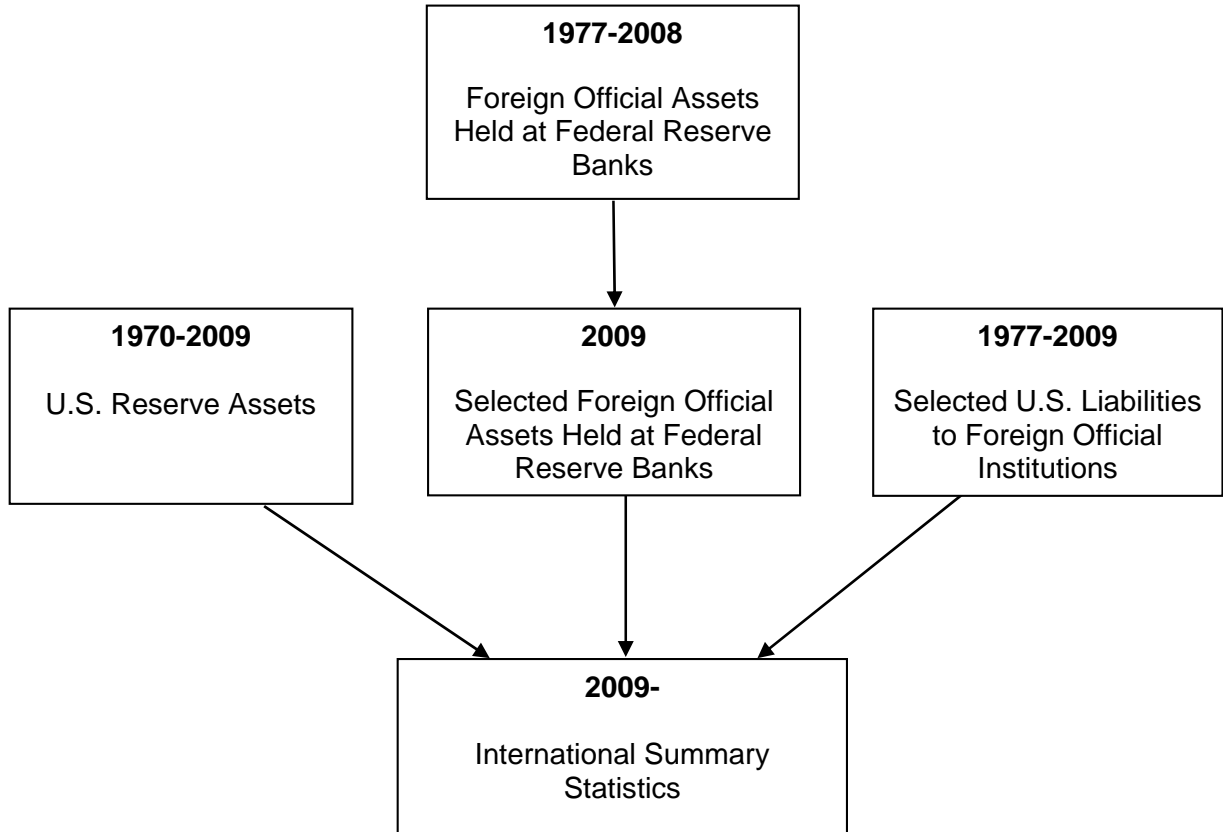 1977-2008
Foreign Official Assets
Held at Federal Reserve
Banks
1970-2009
U.S. Reserve Assets
2009
Selected Foreign Official
Assets Held at Federal
Reserve Banks
1977-2009
Selected U.S. Liabilities
to Foreign Official
Institutions
2009-
International Summary
Statistics